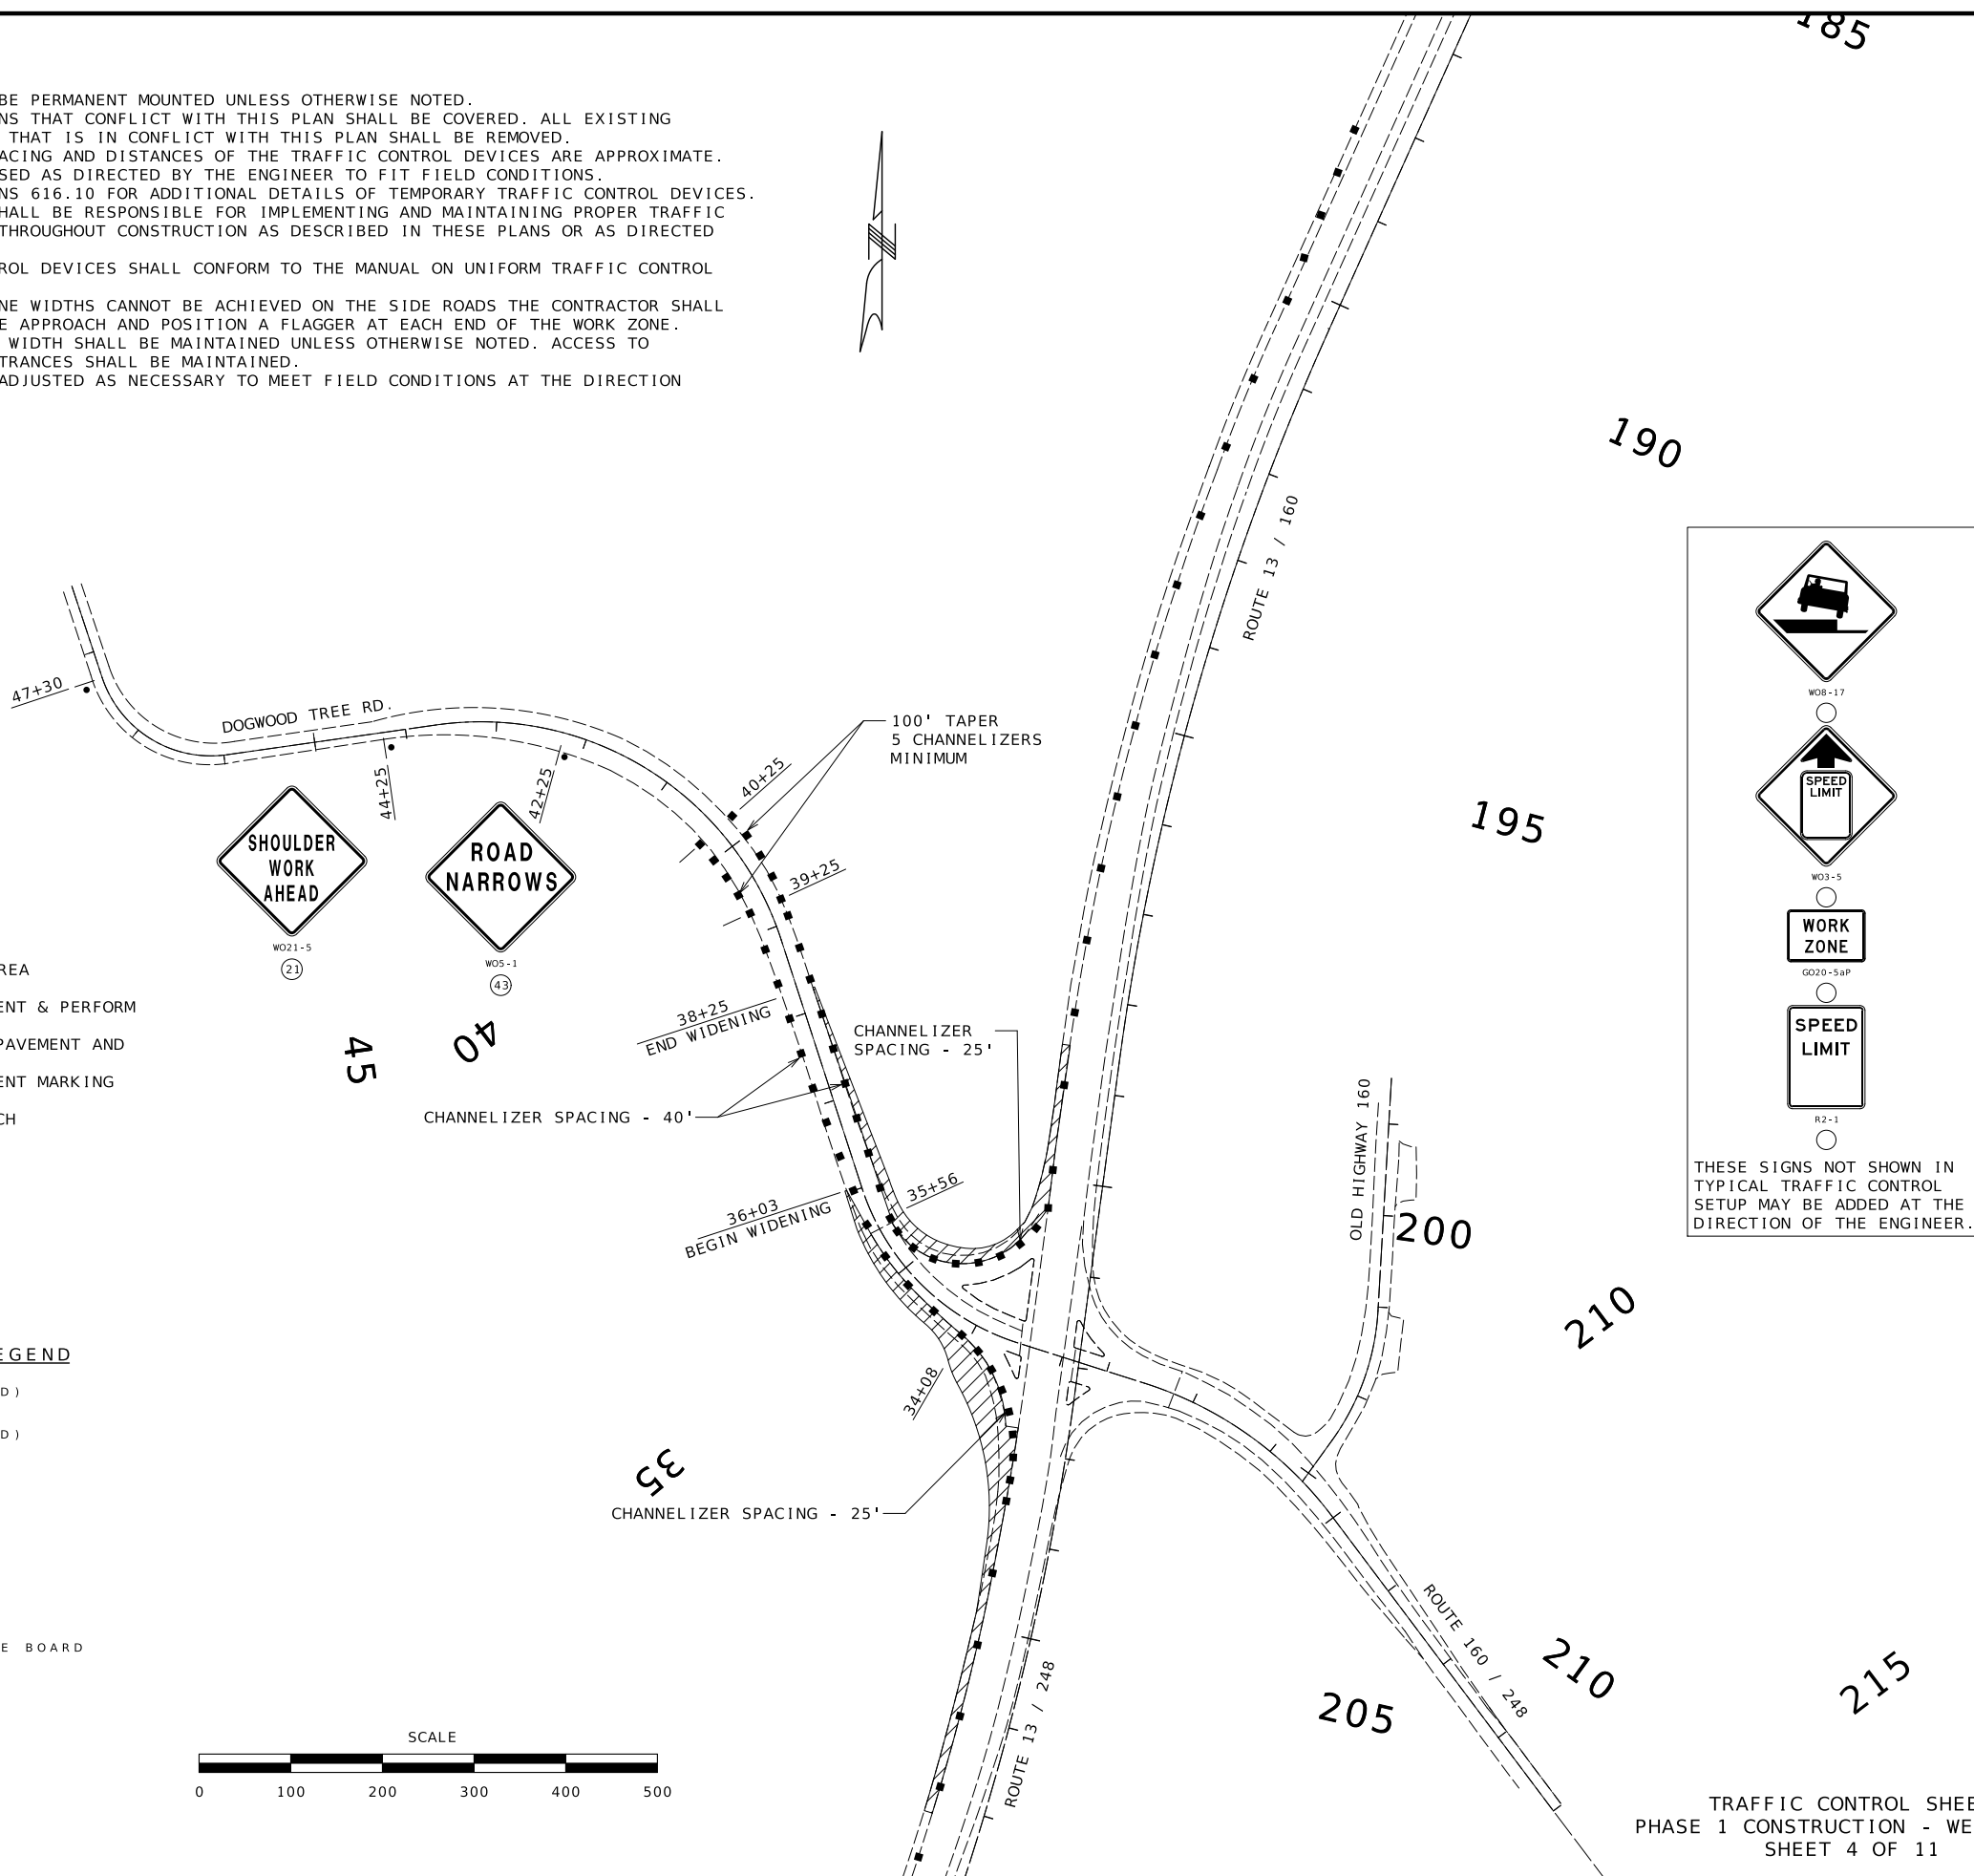 185
BE PERMANENT MOUNTED UNLESS OTHERWISE NOTED.
NS THAT CONFLICT WITH THIS PLAN SHALL BE COVERED. ALL EXISTING
THAT IS IN CONFLICT WITH THIS PLAN SHALL BE REMOVED.
ACING AND DISTANCES OF THE TRAFFIC CONTROL DEVICES ARE APPROXIMATE.
SED AS DIRECTED BY THE ENGINEER TO FIT FIELD CONDITIONS.
NS 616.10 FOR ADDITIONAL DETAILS OF TEMPORARY TRAFFIC CONTROL DEVICES.
HALL BE RESPONSIBLE FOR IMPLEMENTING AND MAINTAINING PROPER TRAFFIC
THROUGHOUT CONSTRUCTION AS DESCRIBED IN THESE PLANS OR AS DIRECTED
ROL DEVICES SHALL CONFORM TO THE MANUAL ON UNIFORM TRAFFIC CONTROL
NE WIDTHS CANNOT BE ACHIEVED ON THE SIDE ROADS THE CONTRACTOR SHALL
E APPROACH AND POSITION A FLAGGER AT EACH END OF THE WORK ZONE.
WIDTH SHALL BE MAINTAINED UNLESS OTHERWISE NOTED. ACCESS TO
TRANCES SHALL BE MAINTAINED.
ADJUSTED AS NECESSARY TO MEET FIELD CONDITIONS AT THE DIRECTION
N
190
ROUTE 13 / 160
47+30
DOGWOOD TREE RD.
44+25
42+25
40+25
100' TAPER
5 CHANNELIZERS
MINIMUM
39+25
195
SHOULDER
WORK
AHEAD
WO21-5
21
ROAD
NARROWS
WO5-1
43
WO8-17
SPEED
LIMIT
WO3-5
WORK
ZONE
GO20-5aP
SPEED
LIMIT
R2-1
THESE SIGNS NOT SHOWN IN
TYPICAL TRAFFIC CONTROL
SETUP MAY BE ADDED AT THE
DIRECTION OF THE ENGINEER.
REA
ENT & PERFORM
PAVEMENT AND
ENT MARKING
CH
45
40
38+25
END WIDENING
CHANNELIZER
SPACING - 25'
CHANNELIZER SPACING - 40'
36+03
BEGIN WIDENING
35+56
OLD HIGHWAY 160
200
210
EGEND
D)
D)
34+08
35
CHANNELIZER SPACING - 25'
E BOARD
ROUTE 13 / 248
ROUTE 160 / 248
205
210
215
SCALE
0 100 200 300 400 500
TRAFFIC CONTROL SHEE
PHASE 1 CONSTRUCTION - WE
SHEET 4 OF 11